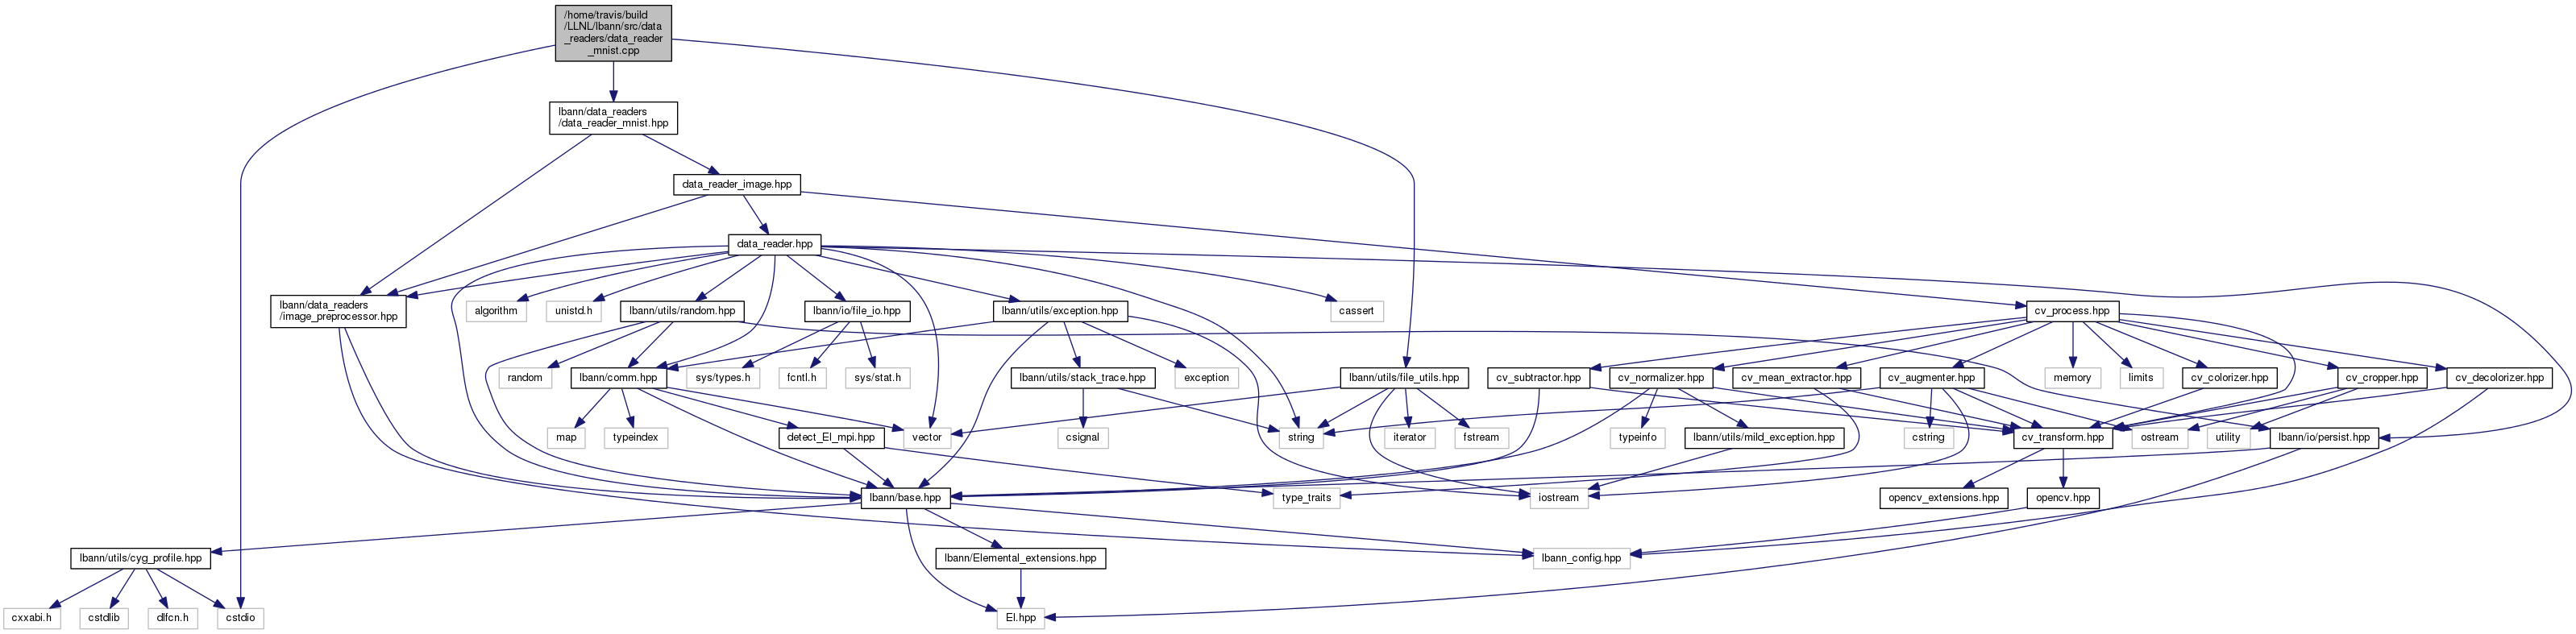 /home/travis/build
/LLNL/lbann/src/data
_readers/data_reader
_mnist.cpp
lbann/data_readers
/data_reader_mnist.hpp
data_reader_image.hpp
data_reader.hpp
lbann/data_readers
/image_preprocessor.hpp
algorithm
unistd.h
lbann/utils/random.hpp
lbann/io/file_io.hpp
lbann/utils/exception.hpp
cassert
cv_process.hpp
random
lbann/comm.hpp
sys/types.h
fcntl.h
sys/stat.h
lbann/utils/stack_trace.hpp
exception
lbann/utils/file_utils.hpp
cv_subtractor.hpp
cv_normalizer.hpp
cv_mean_extractor.hpp
cv_augmenter.hpp
memory
limits
cv_colorizer.hpp
cv_cropper.hpp
cv_decolorizer.hpp
map
typeindex
detect_El_mpi.hpp
vector
csignal
string
iterator
fstream
typeinfo
lbann/utils/mild_exception.hpp
cstring
cv_transform.hpp
ostream
utility
lbann/io/persist.hpp
lbann/base.hpp
type_traits
iostream
opencv_extensions.hpp
opencv.hpp
lbann/utils/cyg_profile.hpp
lbann/Elemental_extensions.hpp
lbann_config.hpp
cxxabi.h
cstdlib
dlfcn.h
cstdio
El.hpp